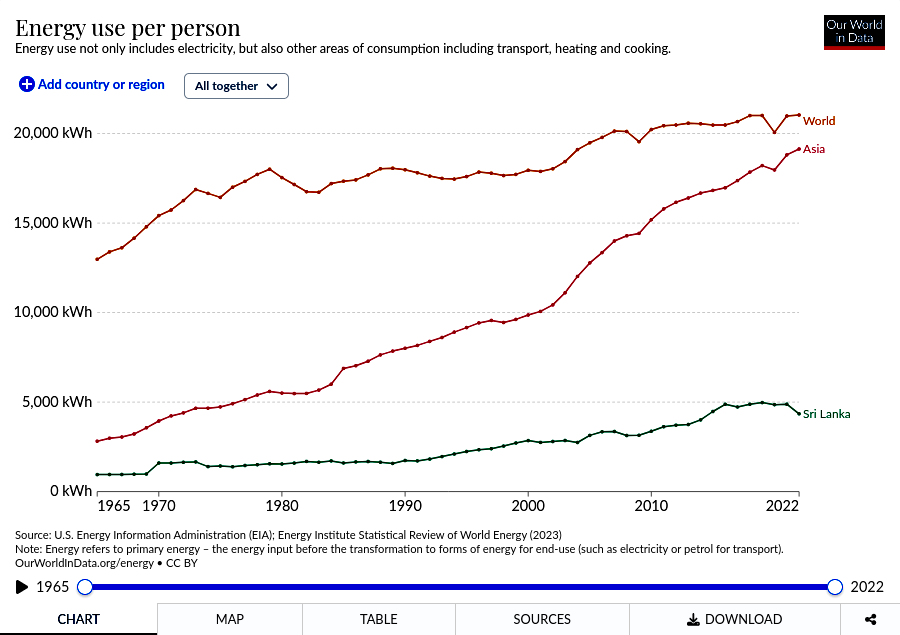 Energy use per person
Energy use not only includes electricity, but also other areas of consumption including transport, heating and cooking.
Our World
in Data
Add country or region
All together
20,000 kWh
15,000 kWh
10,000 kWh
5,000 kWh
0 kWh
World
Asia
Sri Lanka
1965 1970 1980 1990 2000 2010 2022
Source: U.S. Energy Information Administration (EIA); Energy Institute Statistical Review of World Energy (2023)
Note: Energy refers to primary energy – the energy input before the transformation to forms of energy for end-use (such as electricity or petrol for transport).
OurWorldInData.org/energy • CC BY
1965 2022
CHART MAP TABLE SOURCES DOWNLOAD